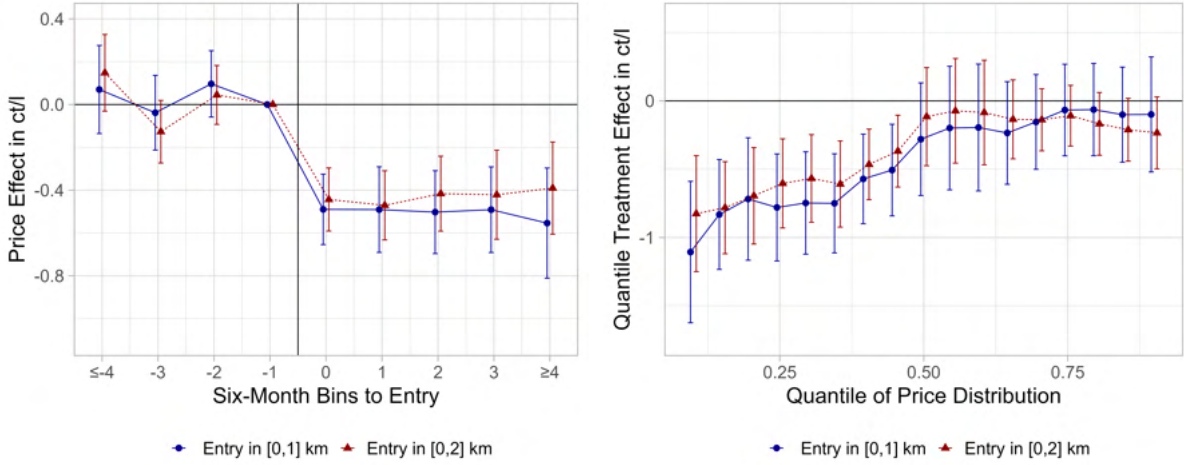 Price Effect in ct/l
0.4
0.0
-0.4
-0.8
≤-4 -3 -2 -1 0 1 2 3 ≥4
Six-Month Bins to Entry
Entry in [0,1] km Entry in [0,2] km
Quantile Treatment Effect in ct/l
0
-1
0.25 0.50 0.75
Quantile of Price Distribution
Entry in [0,1] km Entry in [0,2] km